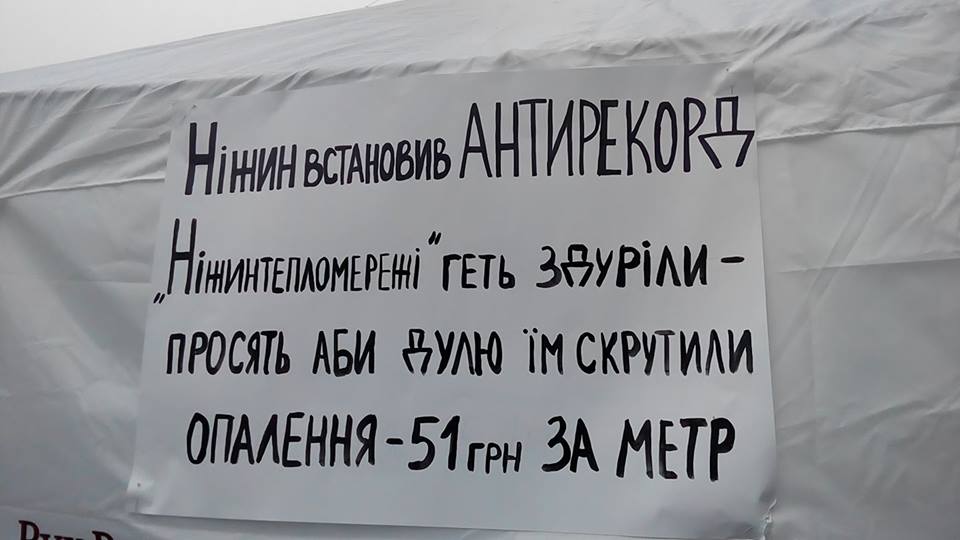 Ніжин встановив АНТИРЕКОРД
„Ніжинтепломережі“ геть здуріли –
просять аби дулю їм скрутили
опалення – 51 грн за метр